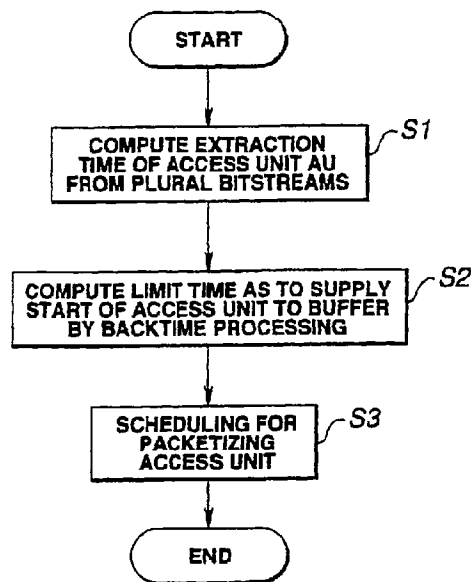 START
S1
COMPUTE EXTRACTION
TIME OF ACCESS UNIT AU
FROM PLURAL BITSTREAMS
S2
COMPUTE LIMIT TIME AS TO SUPPLY
START OF ACCESS UNIT TO BUFFER
BY BACKTIME PROCESSING
S3
SCHEDULING FOR
PACKETIZING
ACCESS UNIT
END